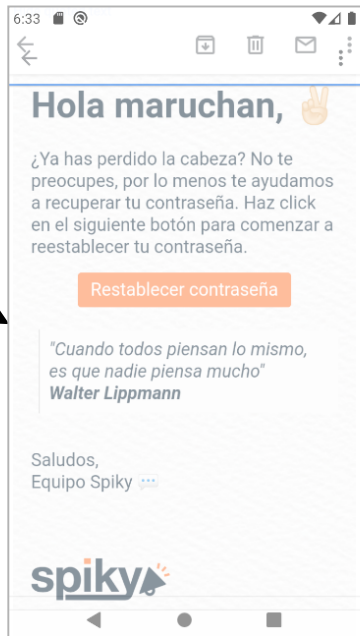 6:33
Hola maruchan, ✌
¿Ya has perdido la cabeza? No te
preocupes, por lo menos te ayudamos
a recuperar tu contraseña. Haz click
en el siguiente botón para comenzar a
reestablecer tu contraseña.
Restablecer contraseña
"Cuando todos piensan lo mismo,
es que nadie piensa mucho"
Walter Lippmann
Saludos,
Equipo Spiky 💬
spiky